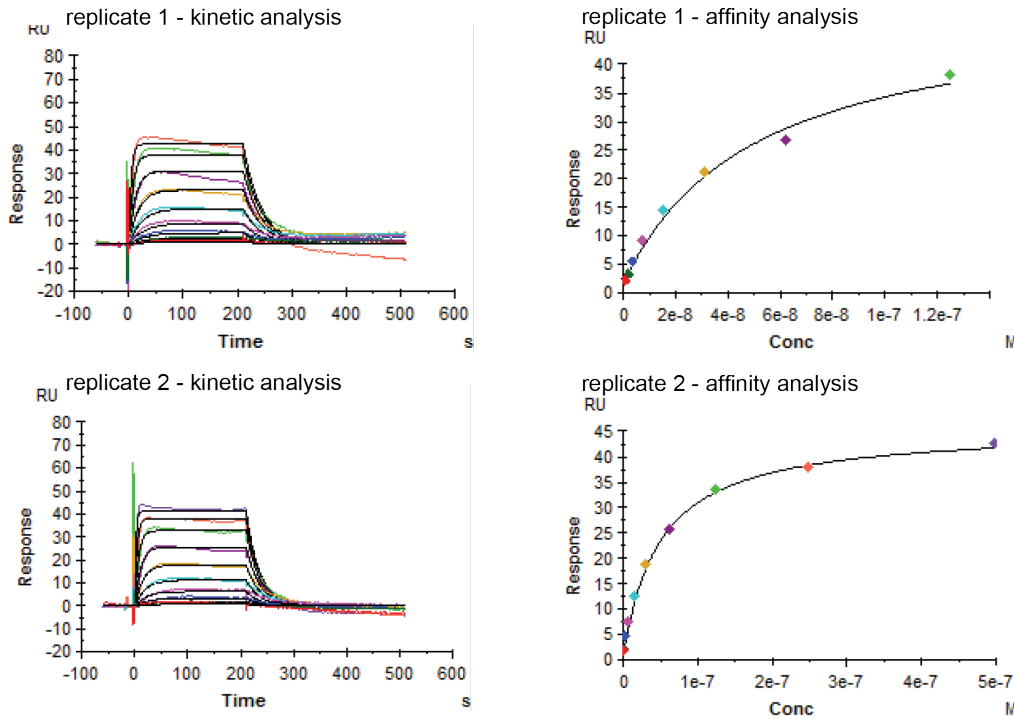 replicate 1 - kinetic analysis
RU
80
70
60
50
40
30
20
10
0
-10
-20
Response
-100 0 100 200 300 400 500 600
Time s
replicate 1 - affinity analysis
RU
40
35
30
25
20
15
10
5
0
Response
0 2e-8 4e-8 6e-8 8e-8 1e-7 1.2e-7
Conc M
replicate 2 - kinetic analysis
RU
80
70
60
50
40
30
20
10
0
-10
-20
Response
-100 0 100 200 300 400 500 600
Time s
replicate 2 - affinity analysis
RU
45
40
35
30
25
20
15
10
5
0
Response
0 1e-7 2e-7 3e-7 4e-7 5e-7
Conc M